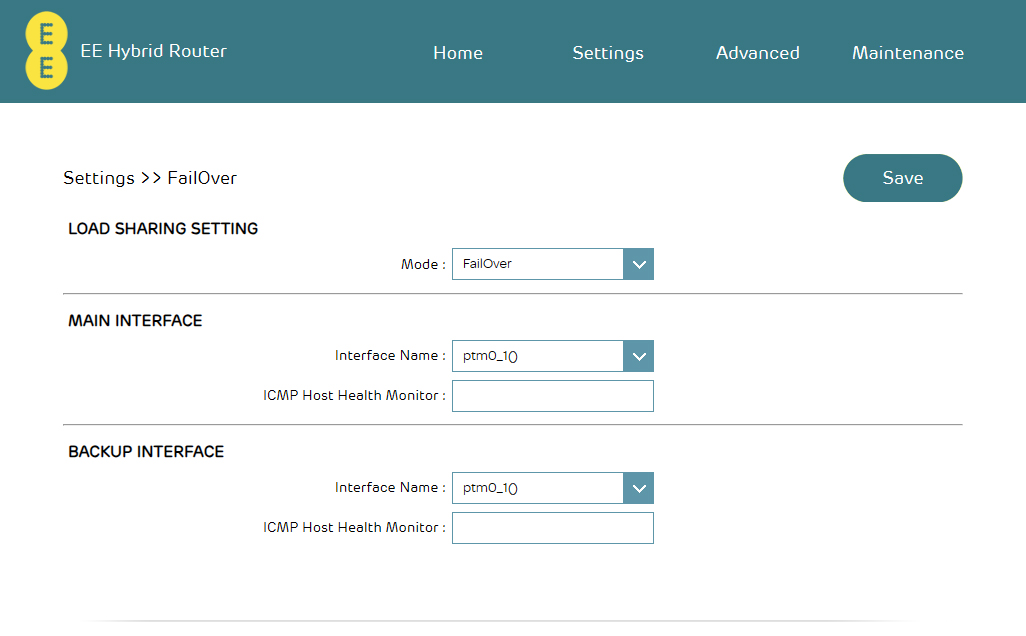 EE
EE Hybrid Router
Home Settings Advanced Maintenance
Settings >> FailOver
Save
LOAD SHARING SETTING
Mode : FailOver
MAIN INTERFACE
Interface Name : ptm0_1()
ICMP Host Health Monitor :
BACKUP INTERFACE
Interface Name : ptm0_1()
ICMP Host Health Monitor :